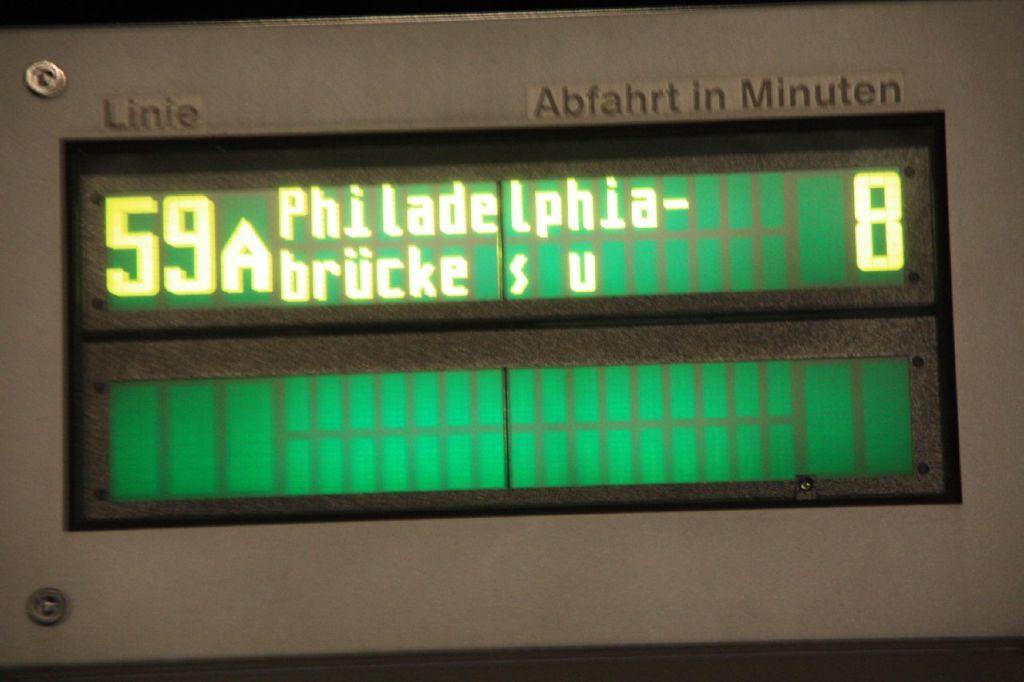 Linie Abfahrt in Minuten
59A Philadelphia- 8
brücke s u